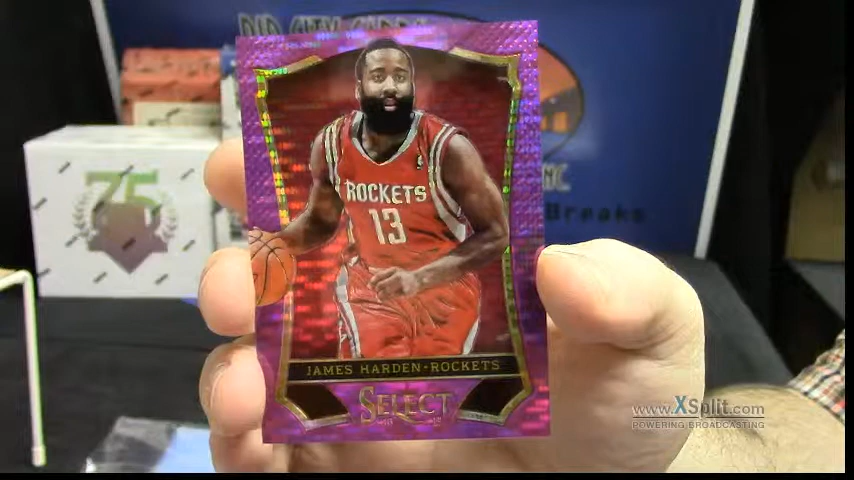 ROCKETS
13
JAMES HARDEN-ROCKETS
SELECT
75
Breaks
www.XSplit.com
POWERING BROADCASTING